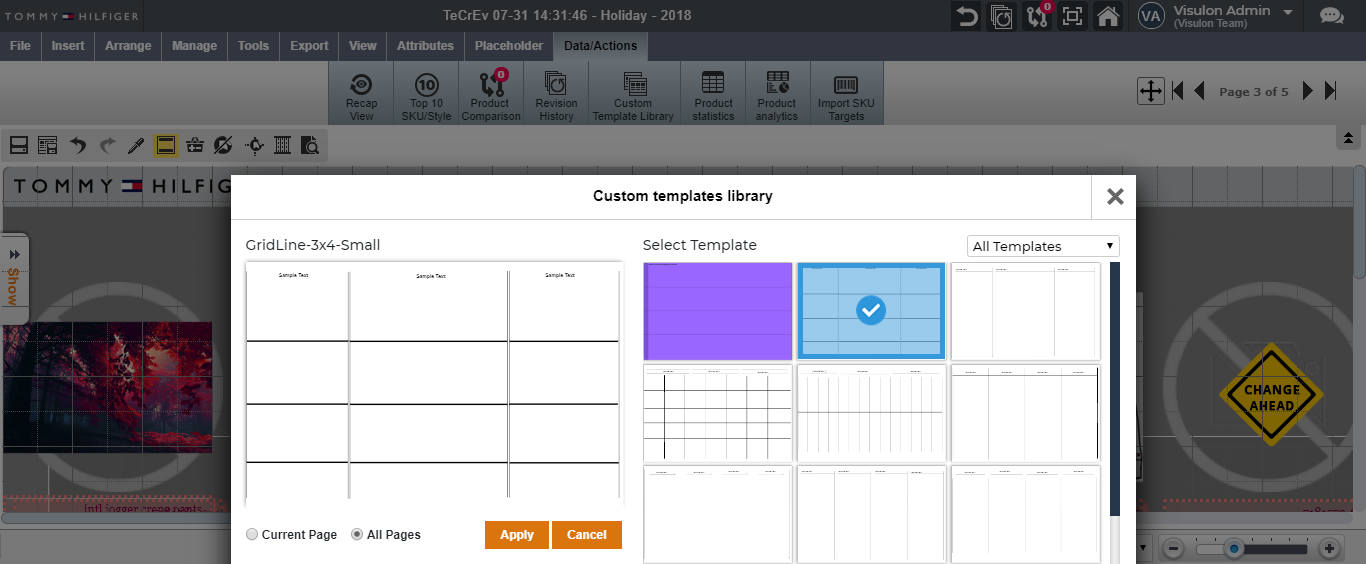 TOMMY HILFIGER
TeCrEv 07-31 14:31:46 - Holiday - 2018
0
VA
Visulon Admin
(Visulon Team)
File Insert Arrange Manage Tools Export View Attributes Placeholder Data/Actions
Recap View
10
Top 10 SKU/Style
0
Product Comparison
Revision History
Custom Template Library
Product statistics
Product analytics
Import SKU Targets
Page 3 of 5
TOMMY HILFIG
Custom templates library
Show
GridLine-3x4-Small
Select Template
All Templates
Sample Text Sample Text Sample Text
CHANGE
AHEAD
Current Page All Pages
Apply Cancel